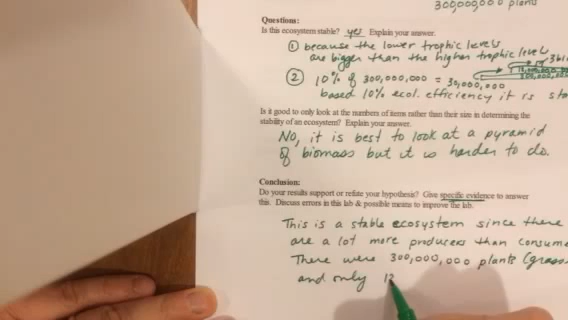 300,000,000 plants
Questions:
Is this ecosystem stable? yes Explain your answer.
① because the lower trophic levels
are bigger than the higher trophic levels
② 10% of 300,000,000 = 30,000,000
300,000,000
based 10% ecol. efficiency it is
Is it good to only look at the numbers of items rather than their size in determining the
stability of an ecosystem? Explain your answer.
No, it is best to look at a pyramid
of biomass but it is harder to do.
Conclusion:
Do your results support or refute your hypothesis? Give specific evidence to answer
this. Discuss errors in this lab & possible means to improve the lab.
This is a stable ecosystem since there
are a lot more producers than consume
There were 300,000,000 plants (grass
and only 12